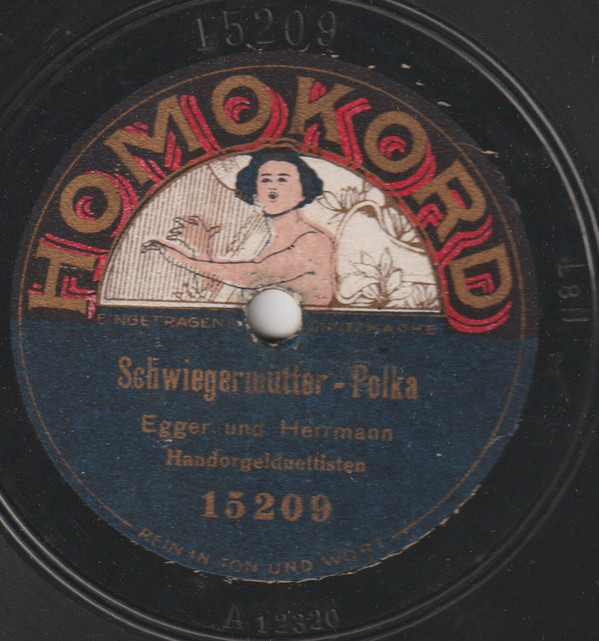 15209
HOMOKORD
EINGETRAGENE SCHUTZMARKE
Schwiegermutter - Polka
Egger und Herrmann
Handorgelduettisten
15209
REIN IN TON UND WORT
A 12320